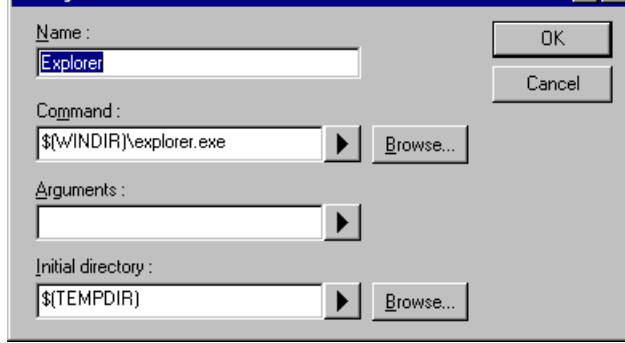 Name :
OK
Explorer
Cancel
Command :
$(WINDIR)\explorer.exe
Browse...
Arguments :
Initial directory :
$(TEMPDIR)
Browse...